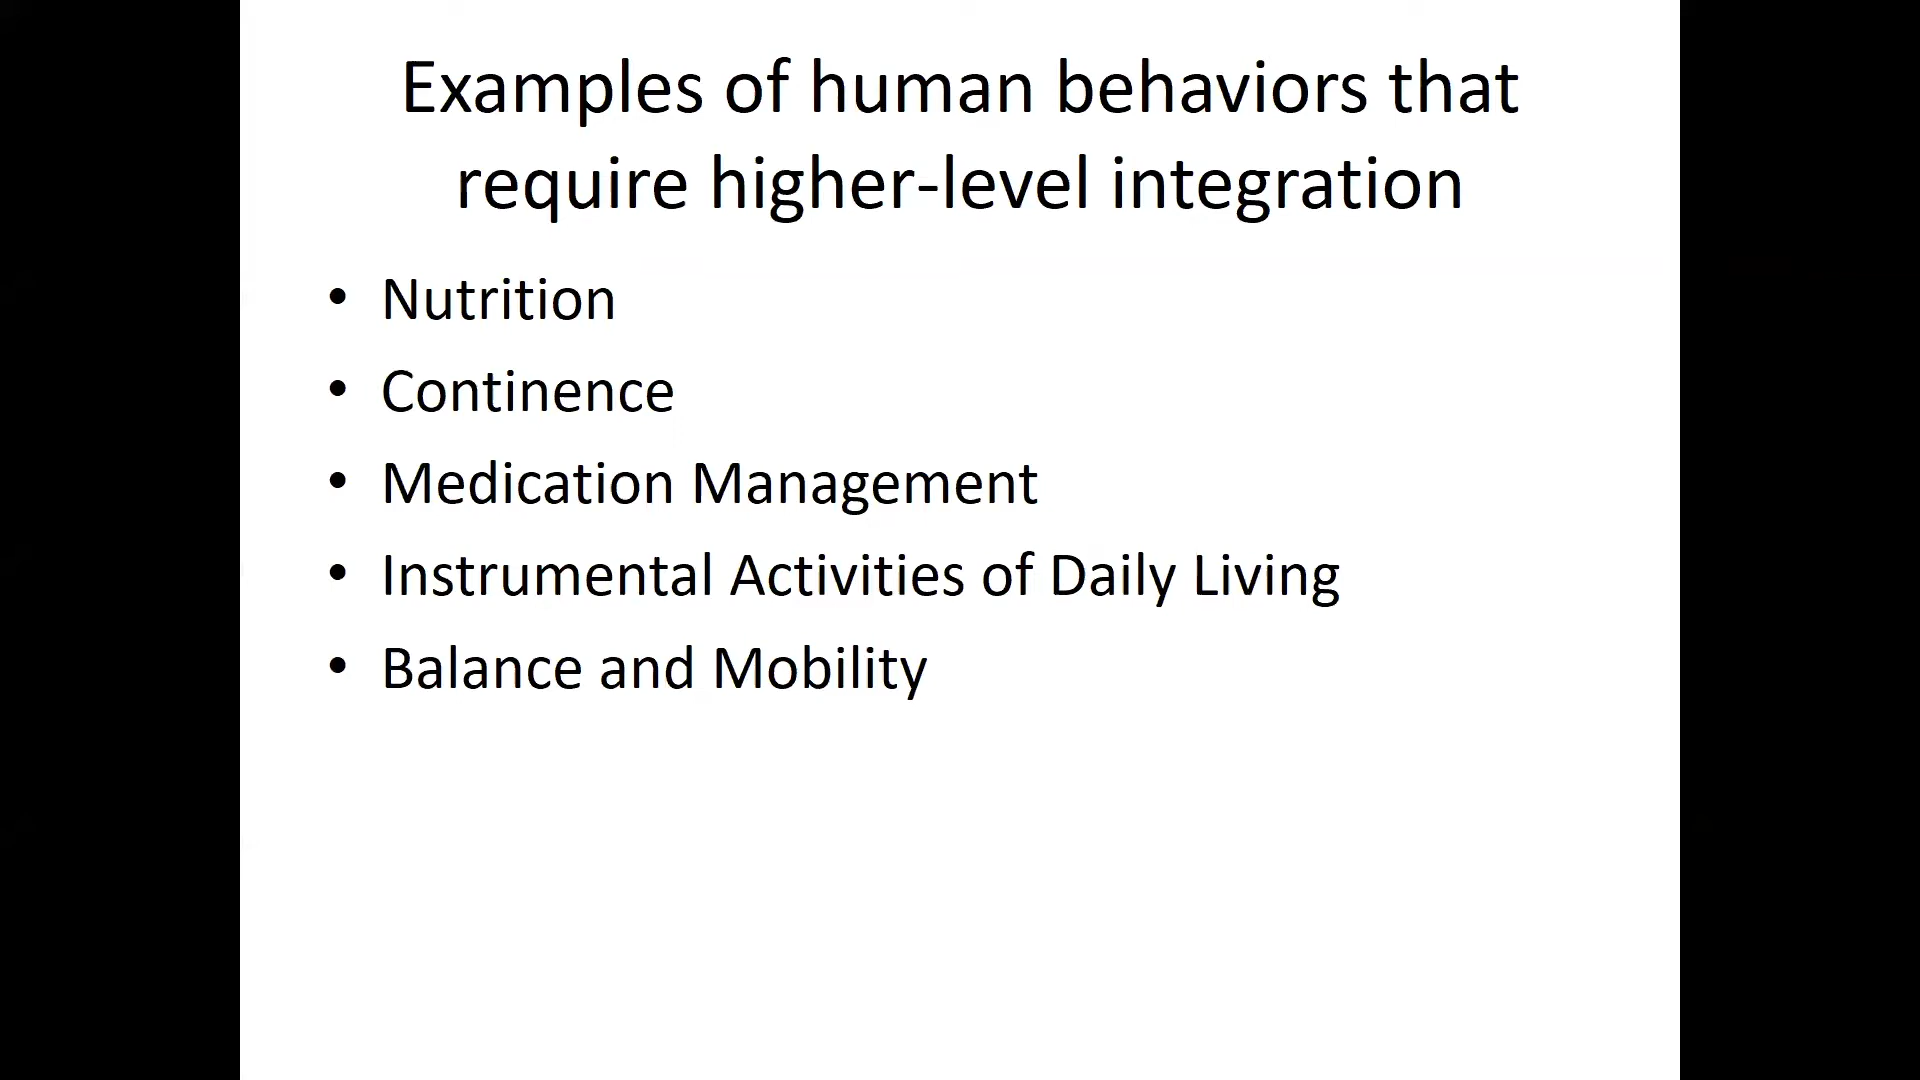 Examples of human behaviors that
require higher-level integration
• Nutrition
• Continence
• Medication Management
• Instrumental Activities of Daily Living
• Balance and Mobility